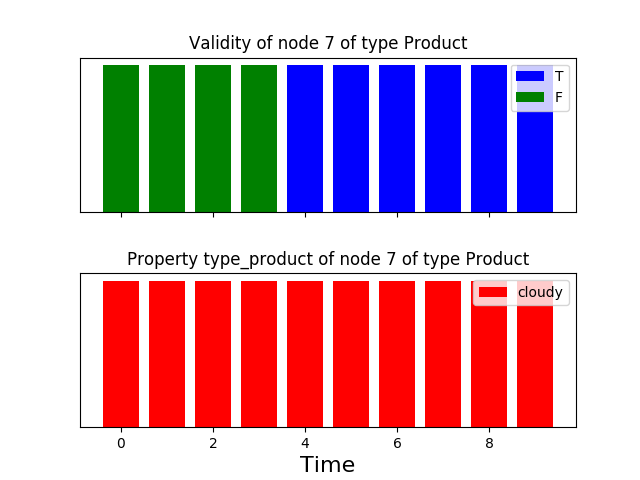 Validity of node 7 of type Product
T
F
Property type_product of node 7 of type Product
cloudy
0 2 4 6 8
Time